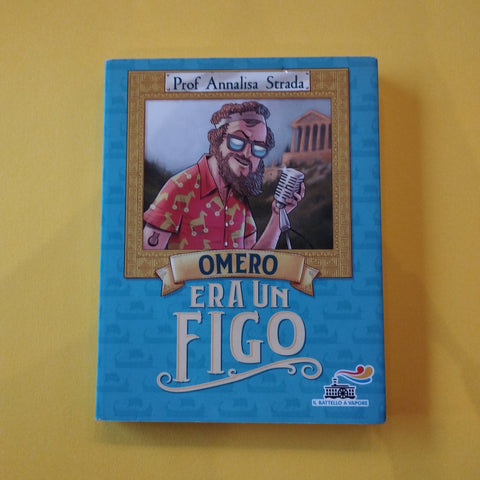 Prof Annalisa Strada
OMERO
ERA UN
FIGO
IL BATTELLO A VAPORE